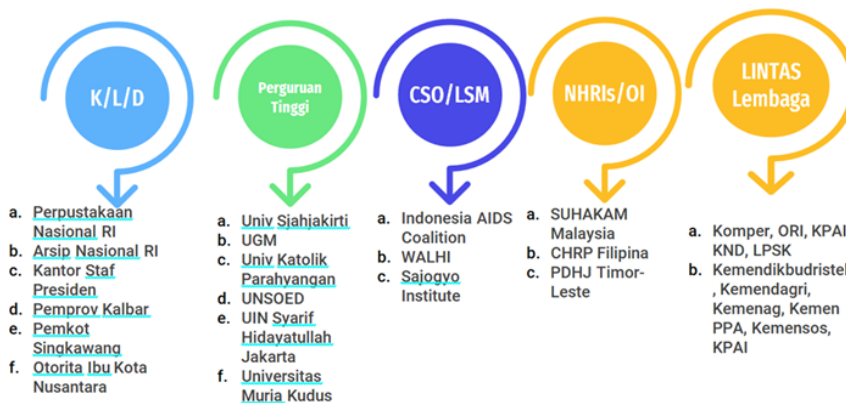 K/L/D
a. Perpustakaan
Nasional RI
b. Arsip Nasional RI
c. Kantor Staf
Presiden
d. Pemprov Kalbar
e. Pemkot
Singkawang
f. Otorita Ibu Kota
Nusantara
Perguruan
Tinggi
a. Univ Sjahjakirti
b. UGM
c. Univ Katolik
Parahyangan
d. UNSOED
e. UIN Syarif
Hidayatullah
Jakarta
f. Universitas
Muria Kudus
CSO/LSM
a. Indonesia AIDS
Coalition
b. WALHI
c. Sajogyo
Institute
NHRIs/OI
a. SUHAKAM
Malaysia
b. CHRP Filipina
c. PDHJ Timor-
Leste
LINTAS
Lembaga
a. Komper, ORI, KPAI
KND, LPSK
b. Kemendikbudristek
, Kemendagri,
Kemenag, Kemen
PPA, Kemensos,
KPAI